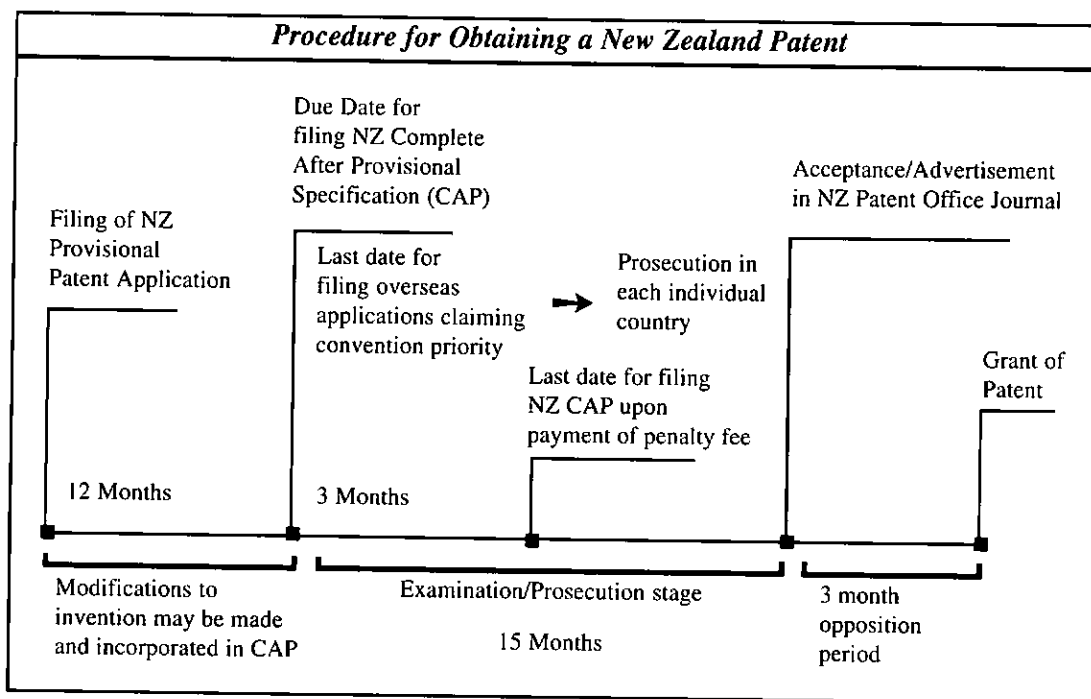 Procedure for Obtaining a New Zealand Patent
Filing of NZ
Provisional
Patent Application
Due Date for
filing NZ Complete
After Provisional
Specification (CAP)
Last date for
filing overseas
applications claiming
convention priority
Prosecution in
each individual
country
Last date for filing
NZ CAP upon
payment of penalty fee
Acceptance/Advertisement
in NZ Patent Office Journal
Grant of
Patent
12 Months
3 Months
Modifications to
invention may be made
and incorporated in CAP
Examination/Prosecution stage
15 Months
3 month
opposition
period